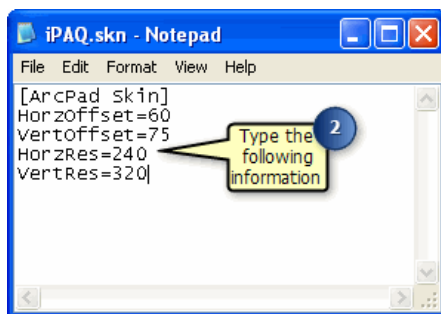 iPAQ.skn - Notepad
File Edit Format View Help
[ArcPad Skin]
HorzOffset=60
VertOffset=75
HorzRes=240
VertRes=320
2
Type the
following
information